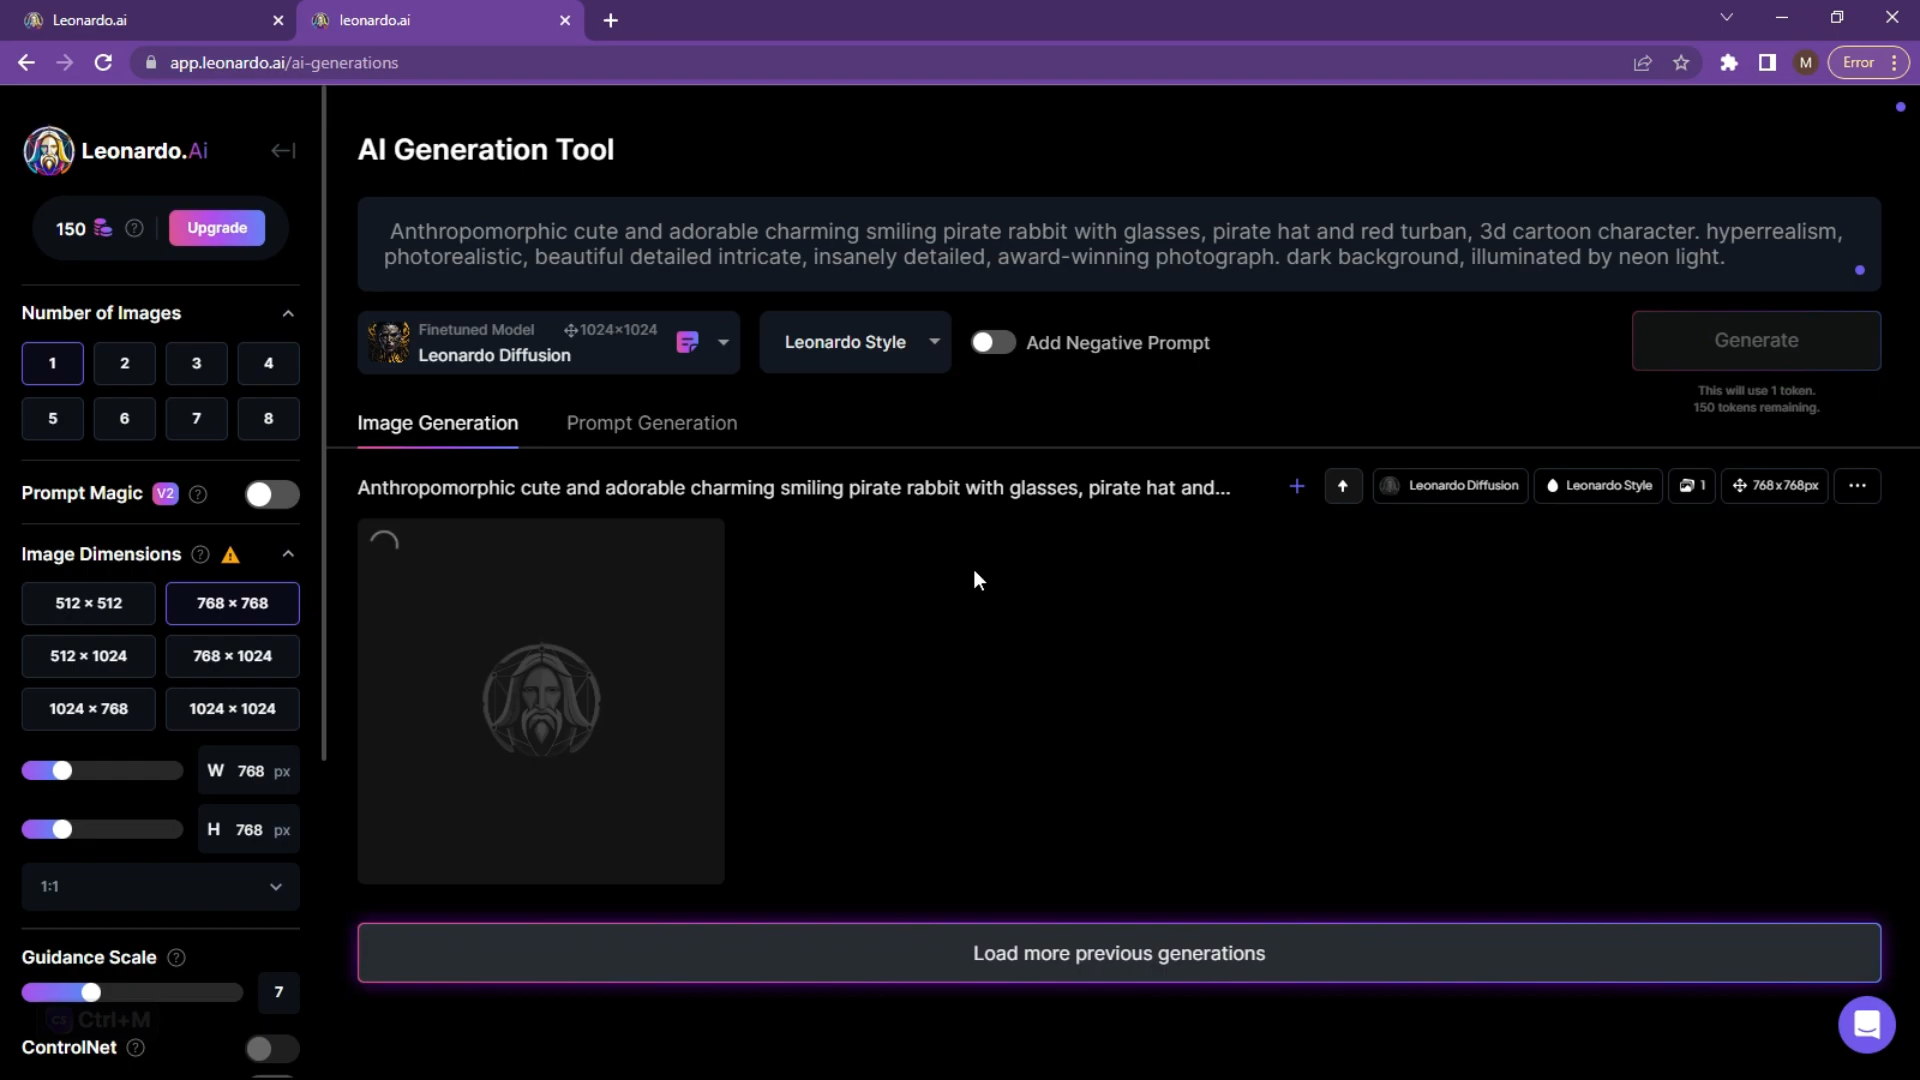 Leonardo.ai
leonardo.ai
app.leonardo.ai/ai-generations
M
Error
Leonardo.Ai
150
Upgrade
Number of Images
1 2 3 4
5 6 7 8
Prompt Magic V2
Image Dimensions
512 × 512 768 × 768
512 × 1024 768 × 1024
1024 × 768 1024 × 1024
W 768 px
H 768 px
1:1
Guidance Scale
7
CS Ctrl+M
ControlNet
AI Generation Tool
Anthropomorphic cute and adorable charming smiling pirate rabbit with glasses, pirate hat and red turban, 3d cartoon character. hyperrealism,
photorealistic, beautiful detailed intricate, insanely detailed, award-winning photograph. dark background, illuminated by neon light.
Finetuned Model 1024×1024
Leonardo Diffusion
Leonardo Style
Add Negative Prompt
Generate
This will use 1 token.
150 tokens remaining.
Image Generation Prompt Generation
Anthropomorphic cute and adorable charming smiling pirate rabbit with glasses, pirate hat and...
Leonardo Diffusion
Leonardo Style
1
768x768px
Load more previous generations